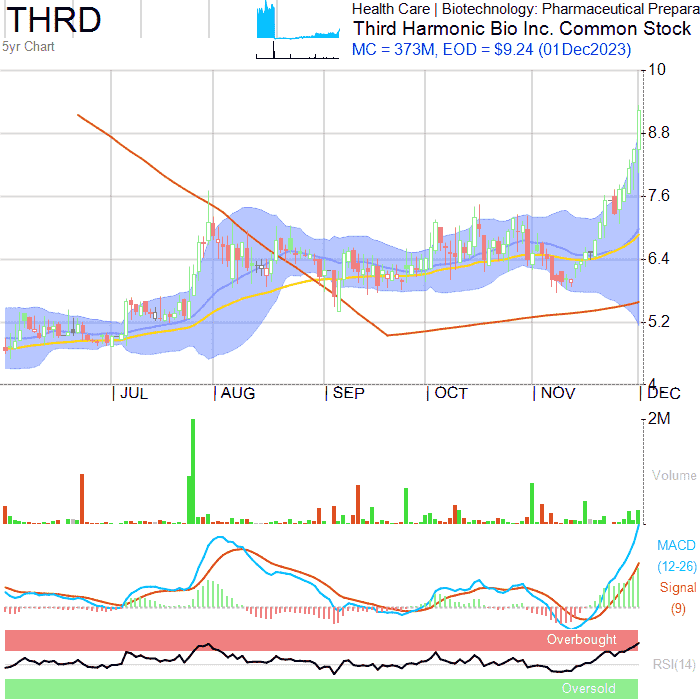 THRD
5yr Chart
Health Care | Biotechnology: Pharmaceutical Prepara
Third Harmonic Bio Inc. Common Stock
MC = 373M, EOD = $9.24 (01Dec2023)
10
8.8
7.6
6.4
5.2
4
| JUL | AUG | SEP | OCT | NOV | DEC
2M
Volume
MACD
(12-26)
Signal
(9)
Overbought
RSI(14)
Oversold